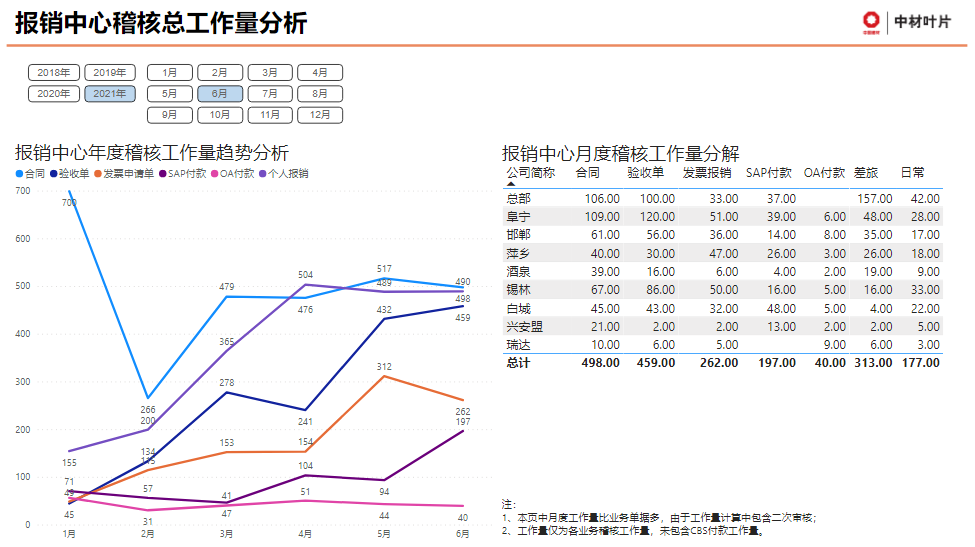 报销中心稽核总工作量分析
中材叶片
2018年 2019年 1月 2月 3月 4月
2020年 2021年 5月 6月 7月 8月
9月 10月 11月 12月
报销中心年度稽核工作量趋势分析
合同 验收单 发票申请单 SAP付款 OA付款 个人报销
700
600
500
400
300
200
100
0
1月 2月 3月 4月 5月 6月
700 266 479 476 517 498
155 200 365 504 489 490
45 134 278 241 432 459
115 153 154 312 262
71 57 41 104 94 197
31 47 51 44 40
报销中心月度稽核工作量分解
公司简称 合同 验收单 发票报销 SAP付款 OA付款 差旅 日常
总部 106.00 100.00 33.00 37.00 157.00 42.00
阜宁 109.00 120.00 51.00 39.00 6.00 48.00 28.00
邯郸 61.00 56.00 36.00 14.00 8.00 35.00 17.00
萍乡 40.00 30.00 47.00 26.00 3.00 26.00 18.00
酒泉 39.00 16.00 6.00 4.00 2.00 19.00 9.00
锡林 67.00 86.00 50.00 16.00 5.00 16.00 33.00
白城 45.00 43.00 32.00 48.00 5.00 4.00 22.00
兴安盟 21.00 2.00 2.00 13.00 2.00 2.00 5.00
瑞达 10.00 6.00 5.00 9.00 6.00 3.00
总计 498.00 459.00 262.00 197.00 40.00 313.00 177.00
注：
1、本页中月度工作量比业务单据多，由于工作量计算中包含二次审核；
2、工作量仅为各业务稽核工作量，未包含CBS付款工作量。